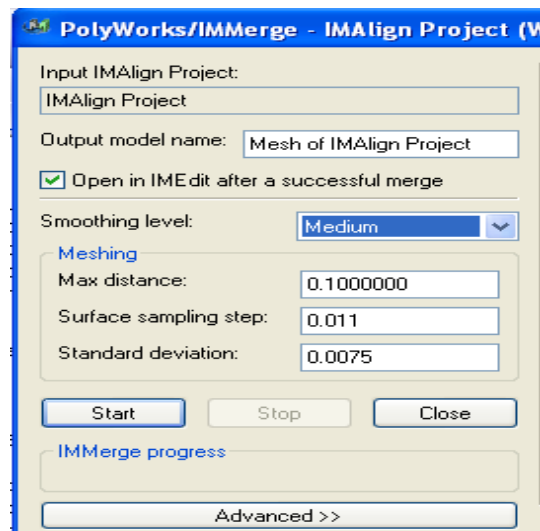 PolyWorks/IMMerge - IMAlign Project (W
Input IMAlign Project:
IMAlign Project
Output model name: Mesh of IMAlign Project
Open in IMEdit after a successful merge
Smoothing level: Medium
Meshing
Max distance: 0.1000000
Surface sampling step: 0.011
Standard deviation: 0.0075
Start Stop Close
IMMerge progress
Advanced >>